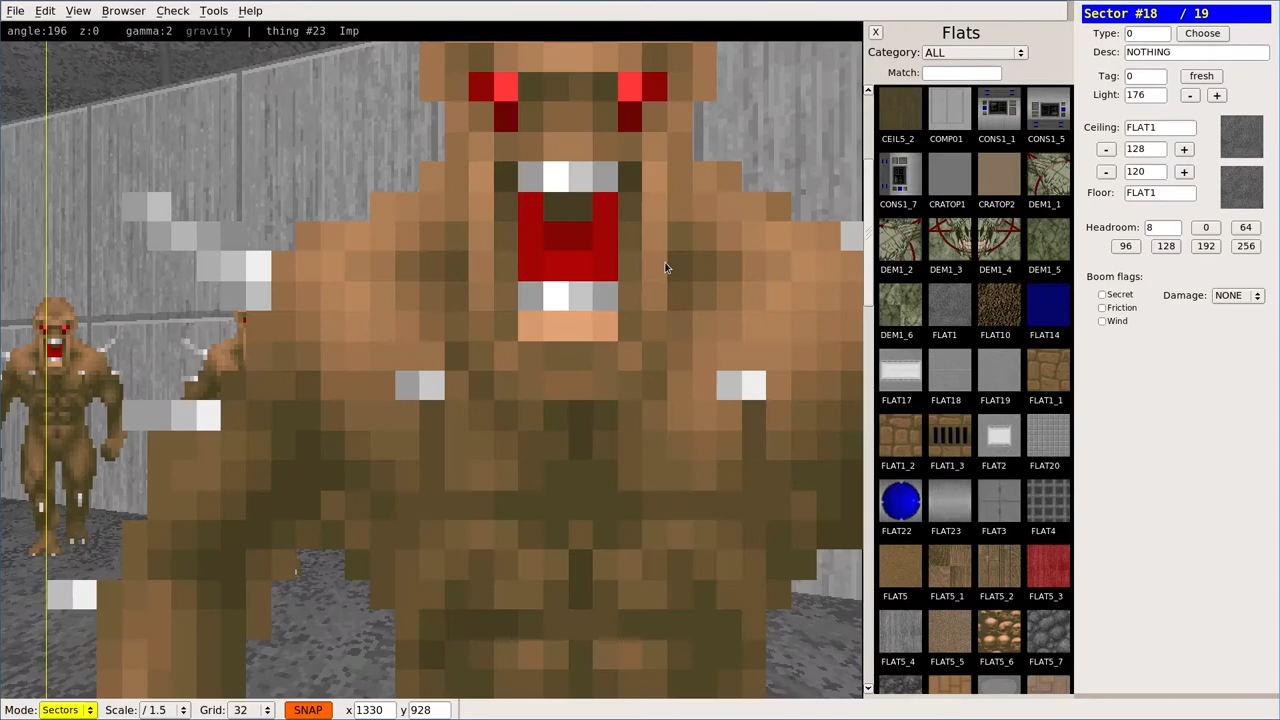 File Edit View Browser Check Tools Help
angle:196 z:0 gamma:2 gravity | thing #23 Imp
X Flats
Category: ALL
Match:
CEIL5_2 COMP01 CONS1_1 CONS1_5
CONS1_7 CRATOP1 CRATOP2 DEM1_1
DEM1_2 DEM1_3 DEM1_4 DEM1_5
DEM1_6 FLAT1 FLAT10 FLAT14
FLAT17 FLAT18 FLAT19 FLAT1_1
FLAT1_2 FLAT1_3 FLAT2 FLAT20
FLAT22 FLAT23 FLAT3 FLAT4
FLAT5 FLAT5_1 FLAT5_2 FLAT5_3
FLAT5_4 FLAT5_5 FLAT5_6 FLAT5_7
Sector #18 / 19
Type: 0 Choose
Desc: NOTHING
Tag: 0 fresh
Light: 176 - +
Ceiling: FLAT1
- 128 +
- 120 +
Floor: FLAT1
Headroom: 8 0 64
96 128 192 256
Boom flags:
Secret Damage: NONE
Friction
Wind
Mode: Sectors Scale: / 1.5 Grid: 32 SNAP x 1330 y 928